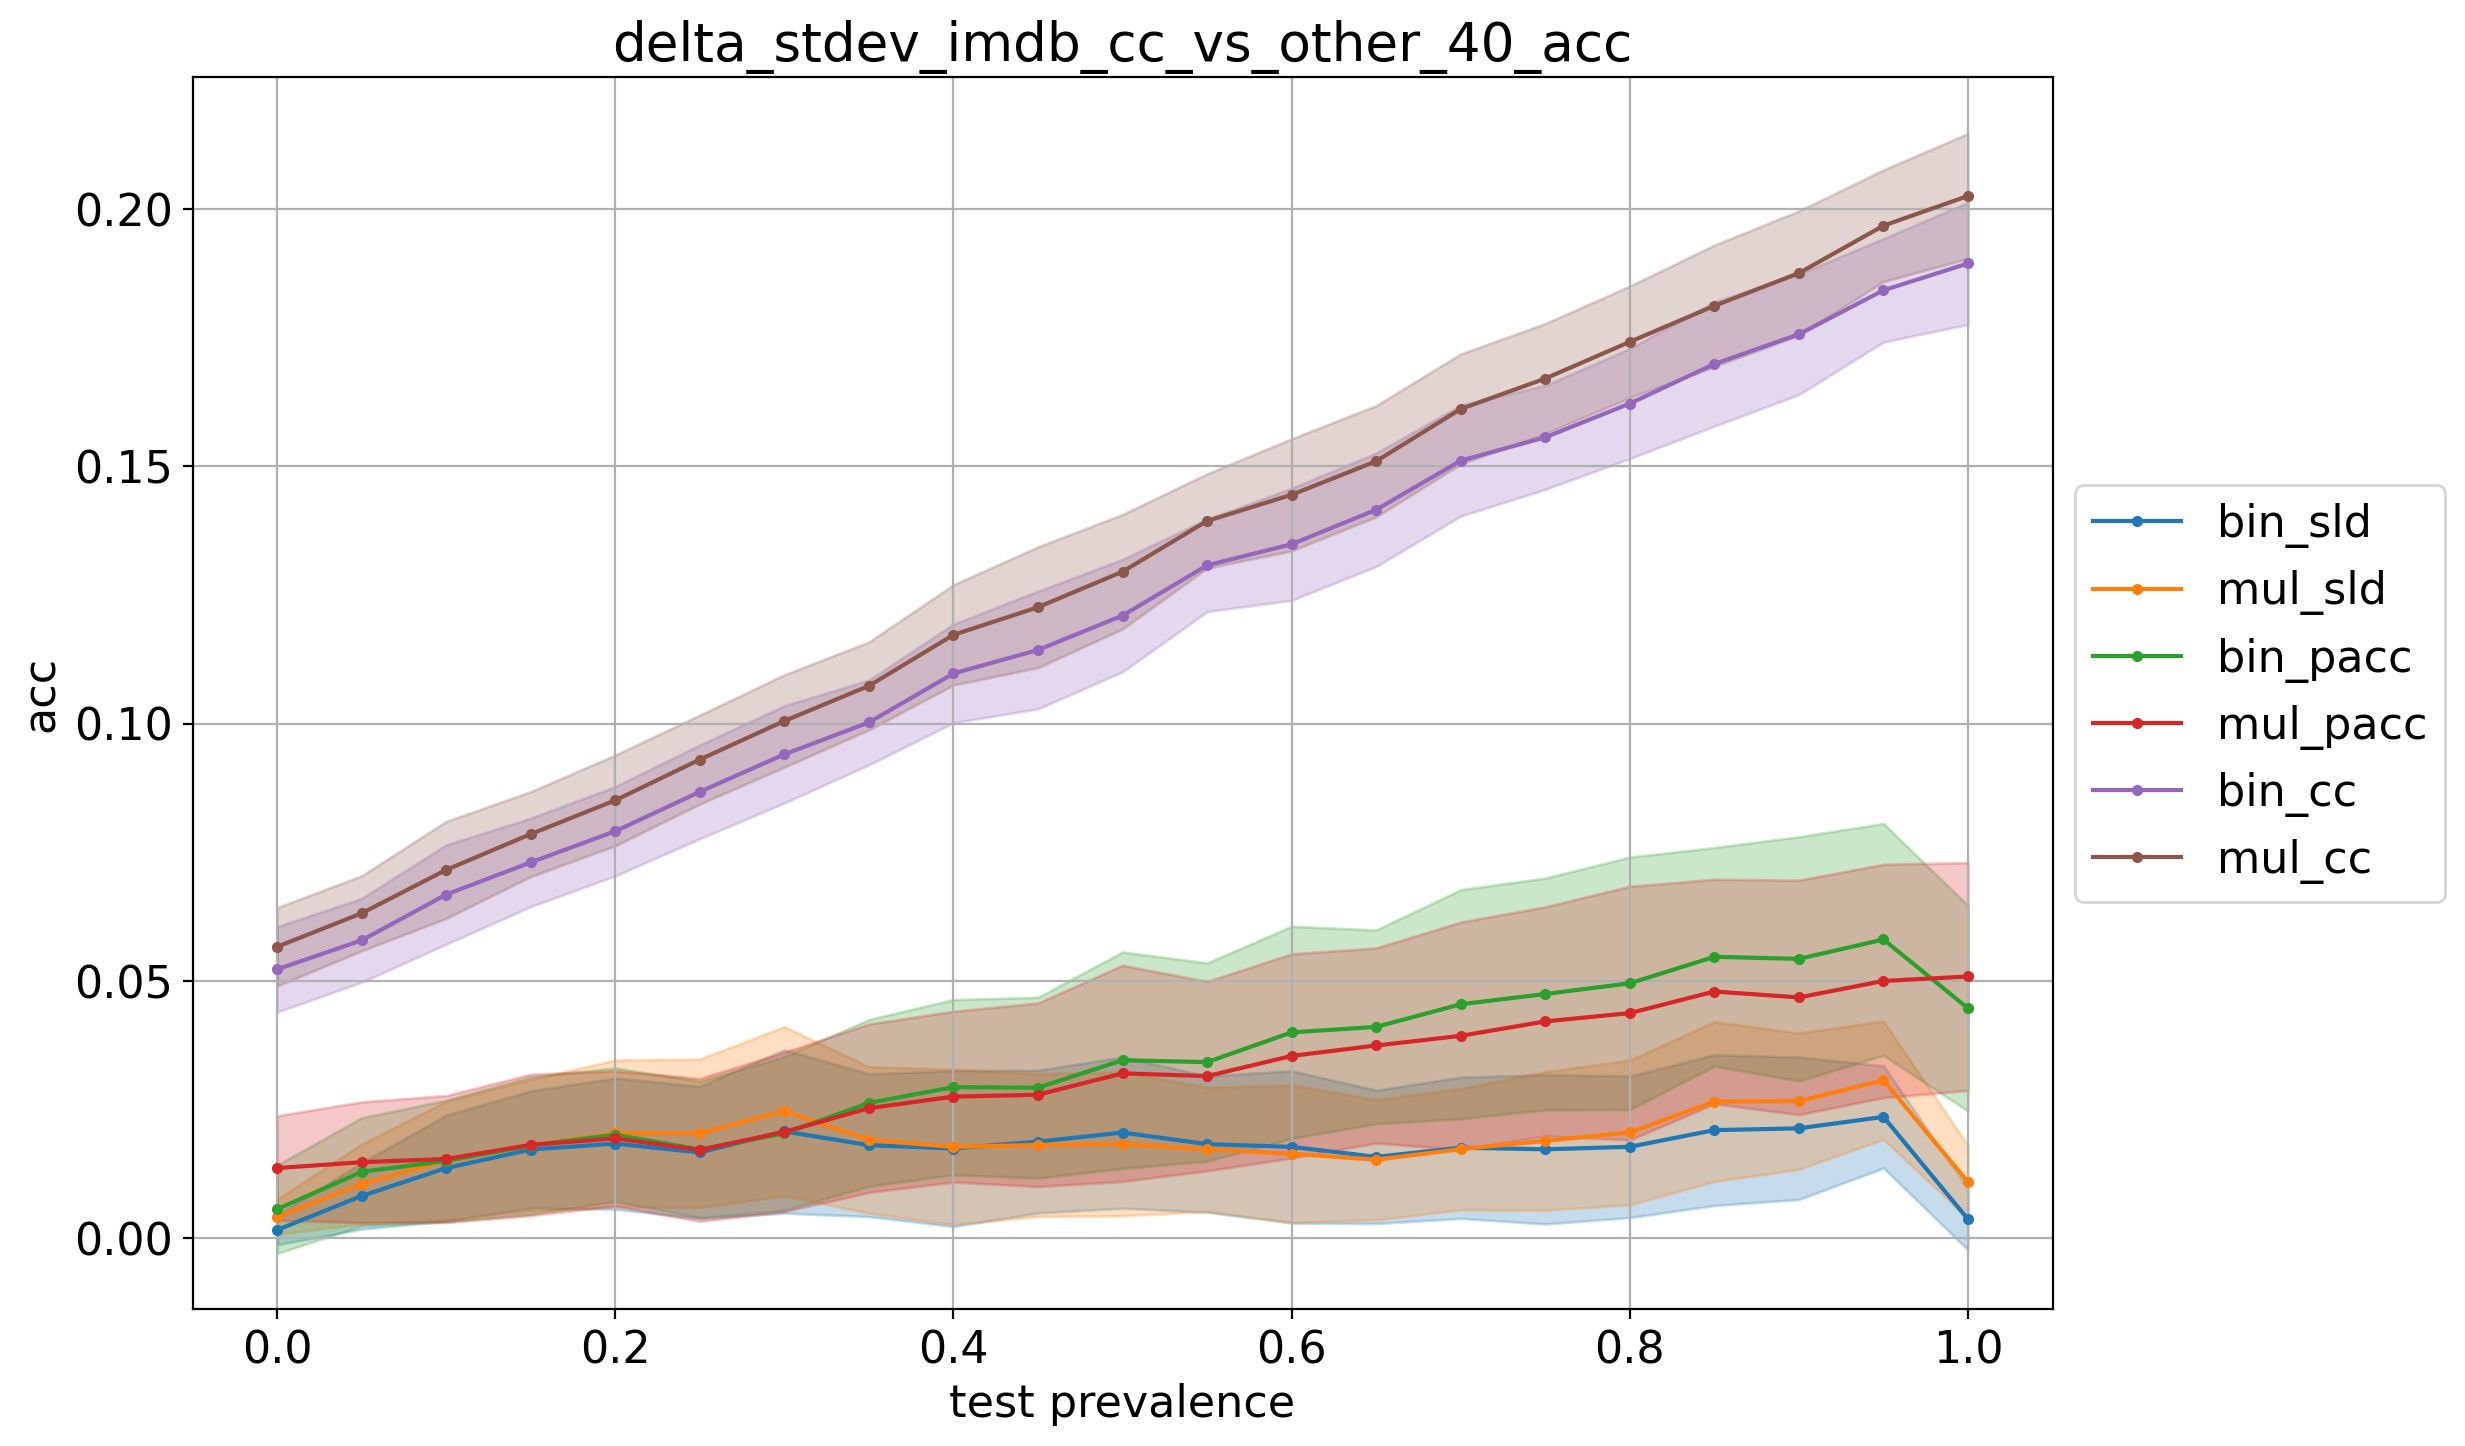 delta_stdev_imdb_cc_vs_other_40_acc
acc
0.20
0.15
0.10
0.05
0.00
0.0 0.2 0.4 0.6 0.8 1.0
test prevalence
bin_sld
mul_sld
bin_pacc
mul_pacc
bin_cc
mul_cc